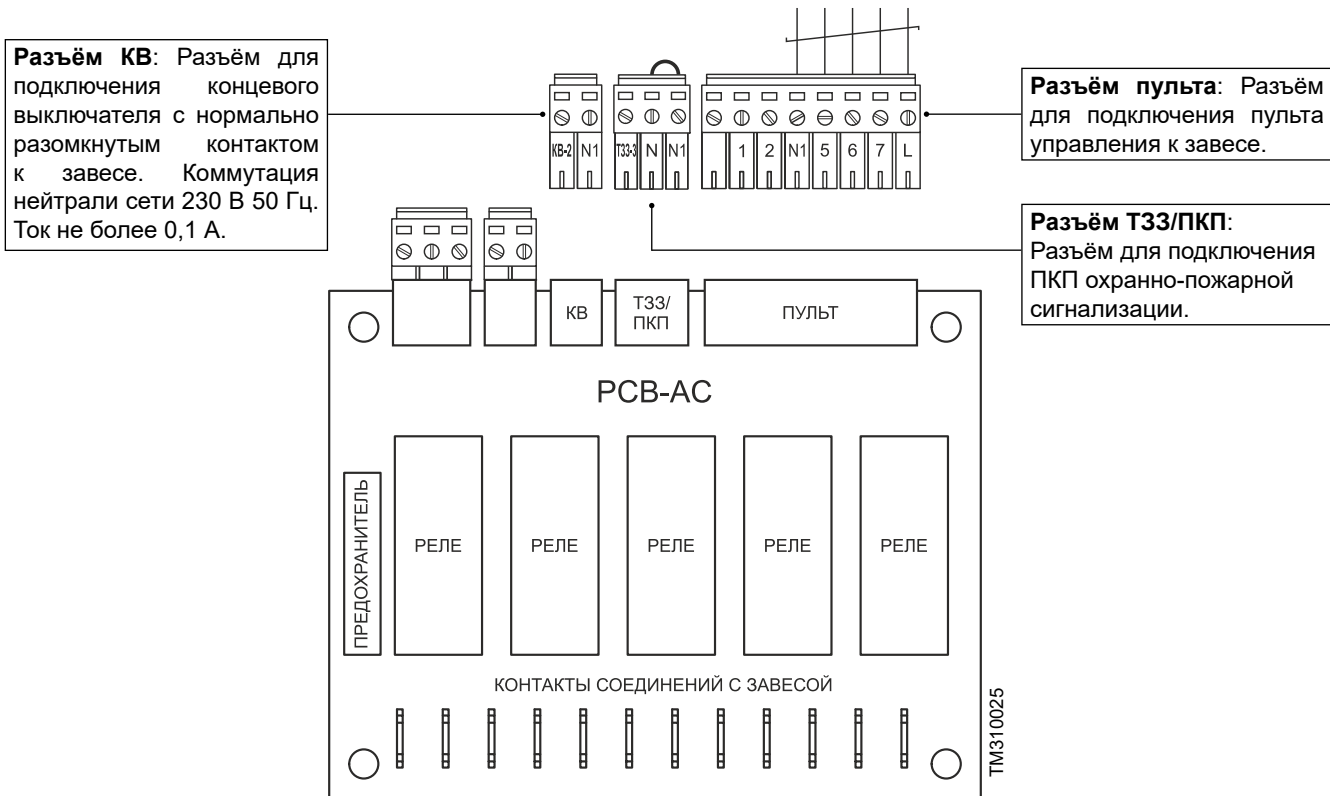 Разъём КВ: Разъём для
подключения концевого
выключателя с нормально
разомкнутым контактом
к завесе. Коммутация
нейтрали сети 230 В 50 Гц.
Ток не более 0,1 А.
КВ-2 N1
ТЗЗ-3 N N1
1 2 N1 5 6 7 L
Разъём пульта: Разъём
для подключения пульта
управления к завесе.
Разъём ТЗЗ/ПКП:
Разъём для подключения
ПКП охранно-пожарной
сигнализации.
КВ
ТЗЗ/
ПКП
ПУЛЬТ
PCB-AC
ПРЕДОХРАНИТЕЛЬ
РЕЛЕ РЕЛЕ РЕЛЕ РЕЛЕ РЕЛЕ
КОНТАКТЫ СОЕДИНЕНИЙ С ЗАВЕСОЙ
TM310025